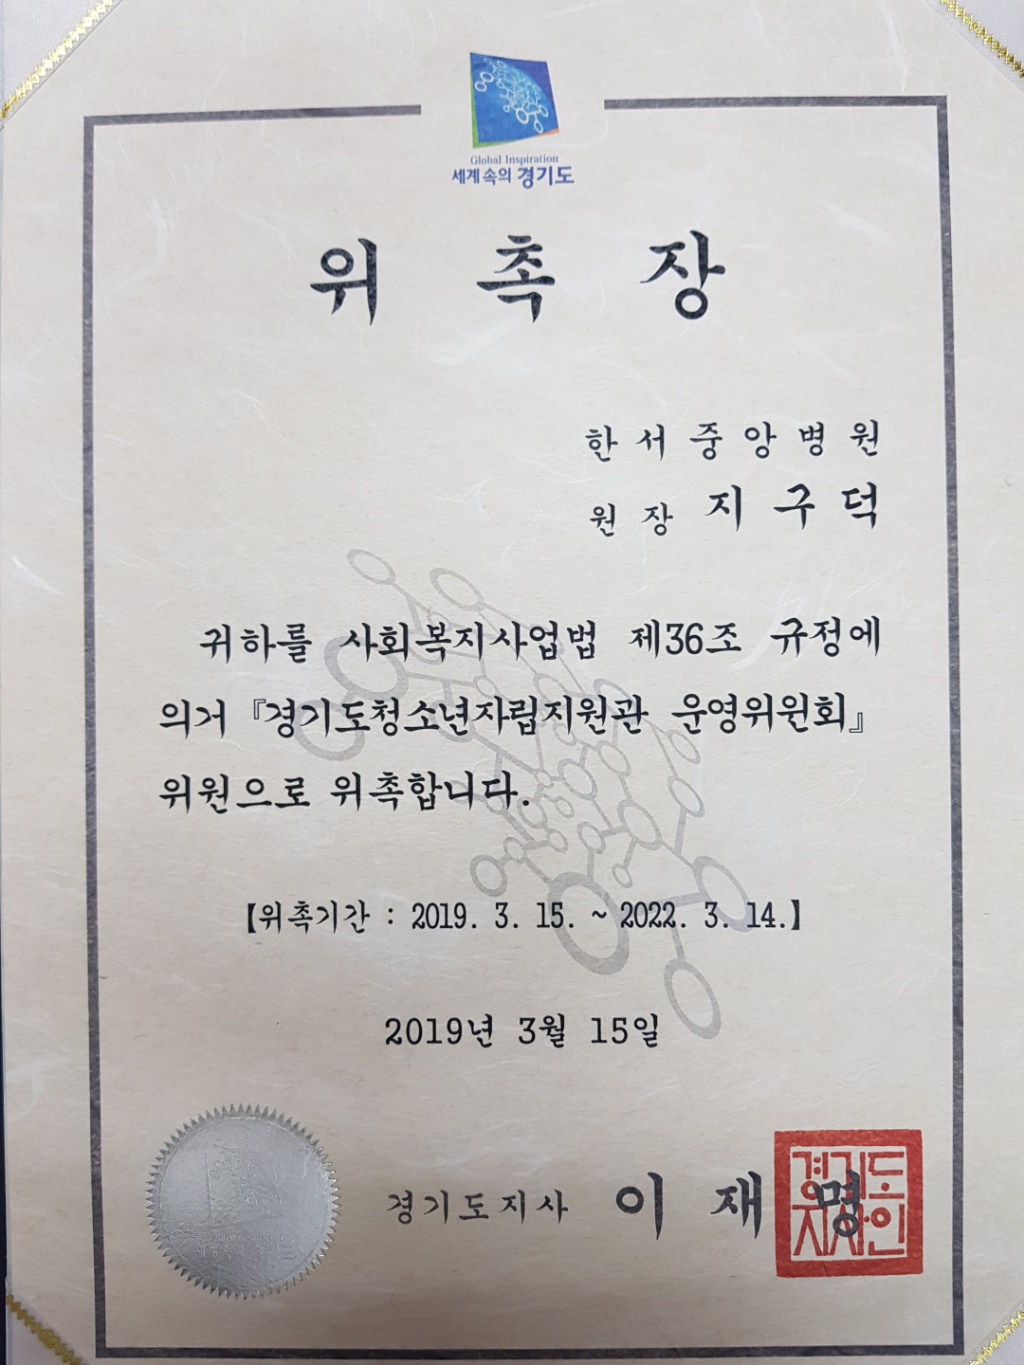 Global Inspiration
세계 속의 경기도
위 촉 장
한서중앙병원
원장 지구덕
귀하를 사회복지사업법 제36조 규정에
의거 『경기도청소년자립지원관 운영위원회』
위원으로 위촉합니다.
【위촉기간 : 2019. 3. 15. ~ 2022. 3. 14.】
2019년 3월 15일
경기도지사 이재명
경기도
지사인